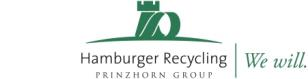 Hamburger Recycling
PRINZHORN GROUP
We will.